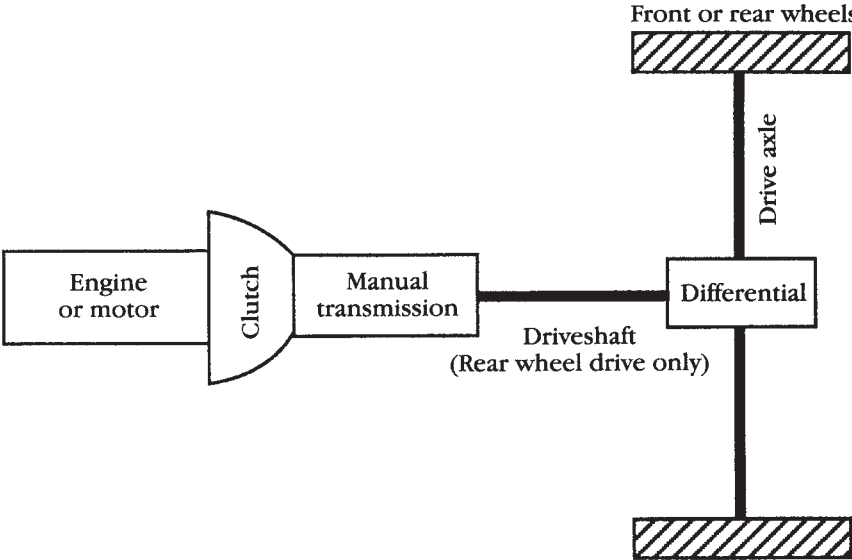 Front or rear wheels
Drive axle
Engine
or motor
Clutch
Manual
transmission
Differential
Driveshaft
(Rear wheel drive only)